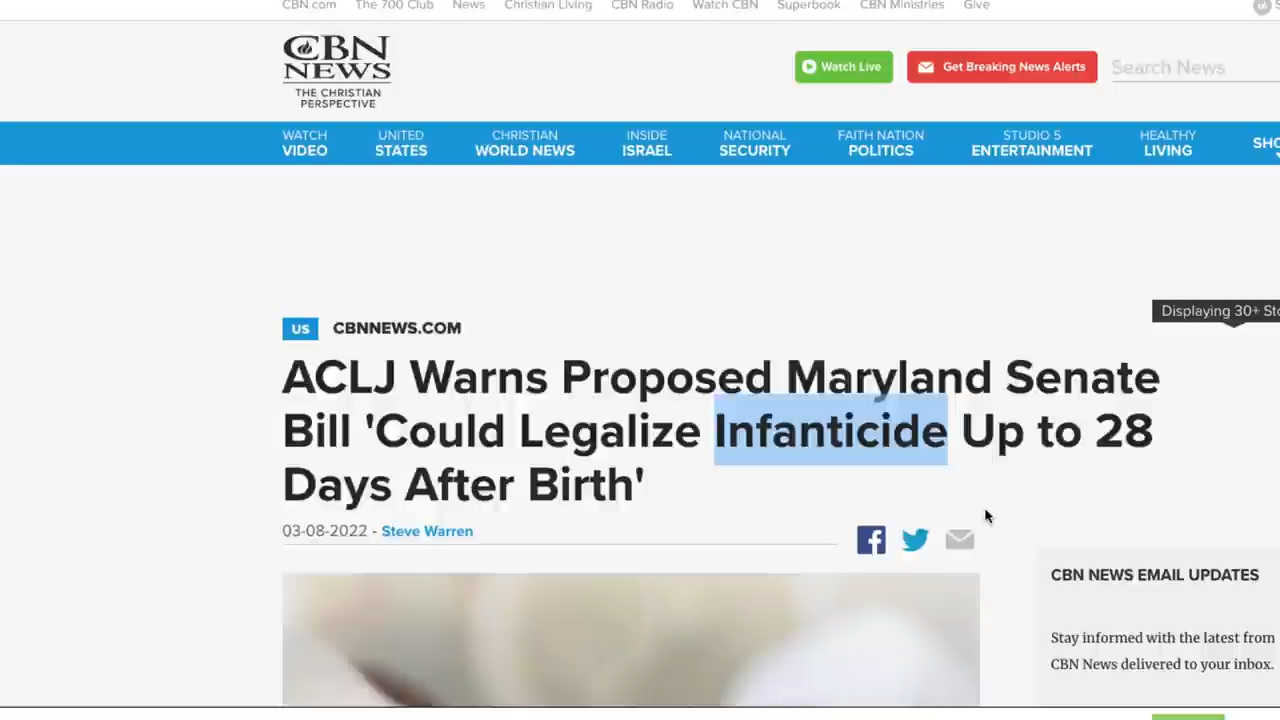 CBN.com The 700 Club News Christian Living CBN Radio Watch CBN Superbook CBN Ministries Give
CBN
NEWS
THE CHRISTIAN
PERSPECTIVE
Watch Live
Get Breaking News Alerts
Search News
WATCH
VIDEO
UNITED
STATES
CHRISTIAN
WORLD NEWS
INSIDE
ISRAEL
NATIONAL
SECURITY
FAITH NATION
POLITICS
STUDIO 5
ENTERTAINMENT
HEALTHY
LIVING
SHO
Displaying 30+ Sto
US CBNNEWS.COM
ACLJ Warns Proposed Maryland Senate
Bill 'Could Legalize Infanticide Up to 28
Days After Birth'
03-08-2022 - Steve Warren
CBN NEWS EMAIL UPDATES
Stay informed with the latest from
CBN News delivered to your inbox.